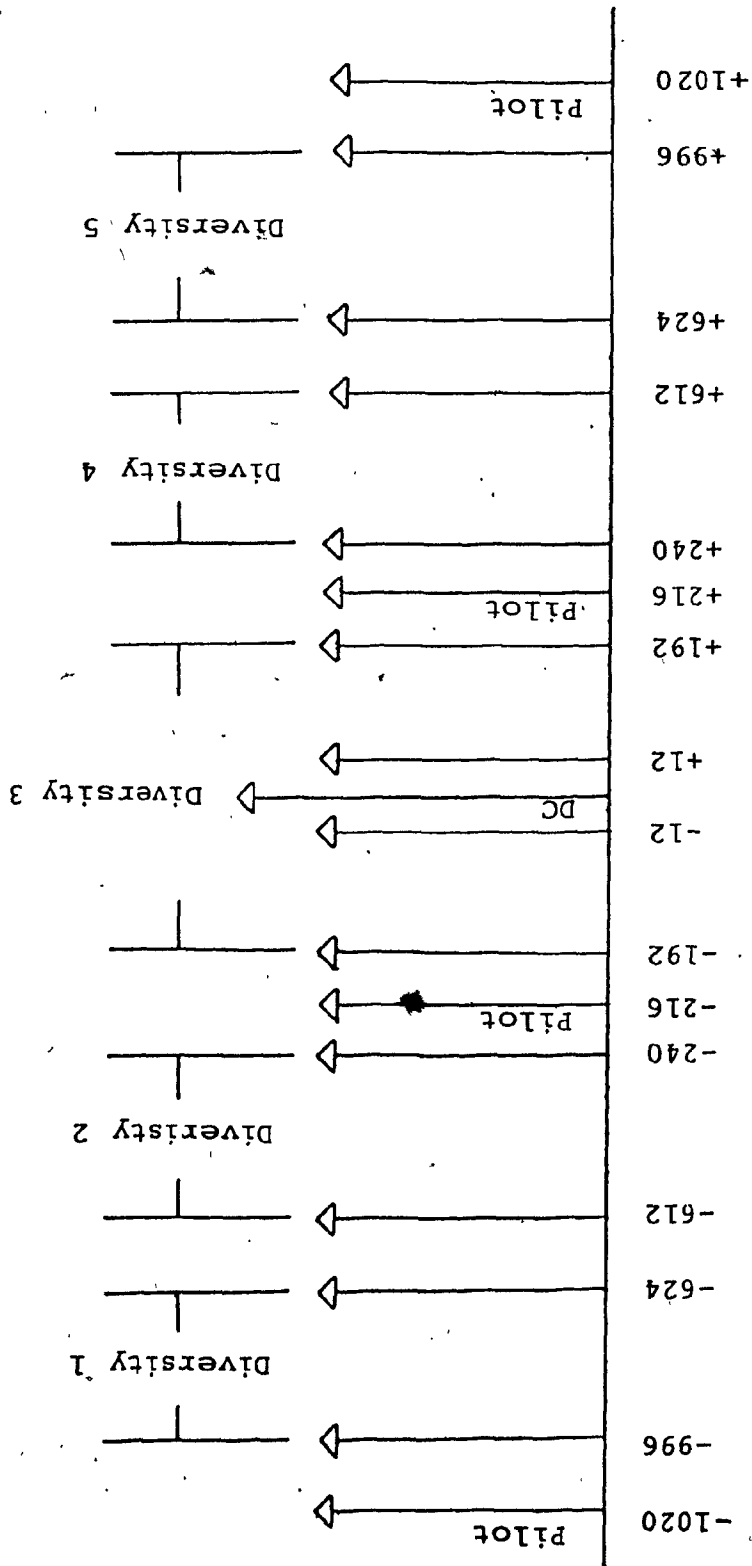 -1020 Pilot
-996
Diversity 1
-624
-612
Diveristy 2
-240
-216 Pilot
-192
-12
DC Diversity 3
+12
+192
+216 Pilot
+240
Diversity 4
+612
+624
Diversity 5
+996
+1020 Pilot